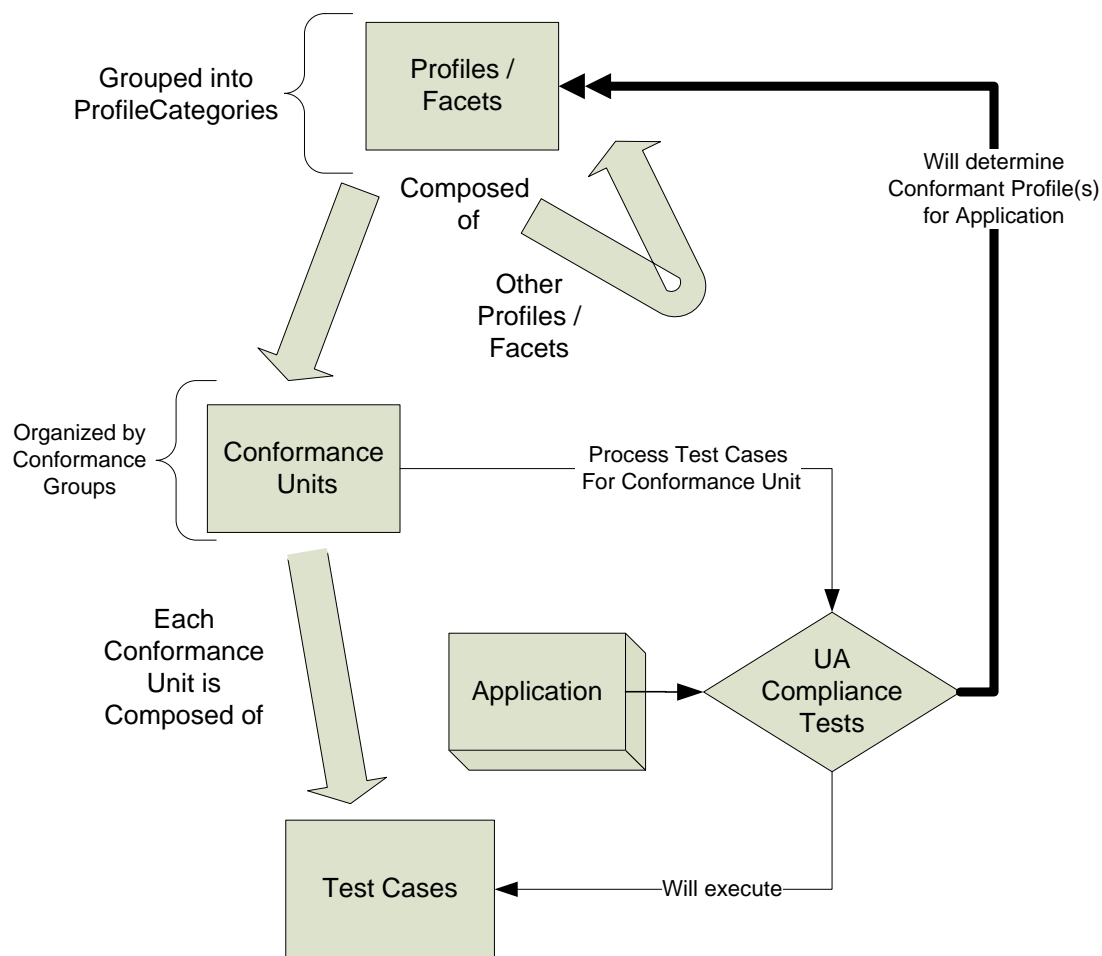 Grouped into
ProfileCategories
Profiles /
Facets
Will determine
Conformant Profile(s)
for Application
Composed
of
Other
Profiles /
Facets
Organized by
Conformance
Groups
Conformance
Units
Process Test Cases
For Conformance Unit
Each
Conformance
Unit is
Composed of
Application
UA
Compliance
Tests
Test Cases
Will execute